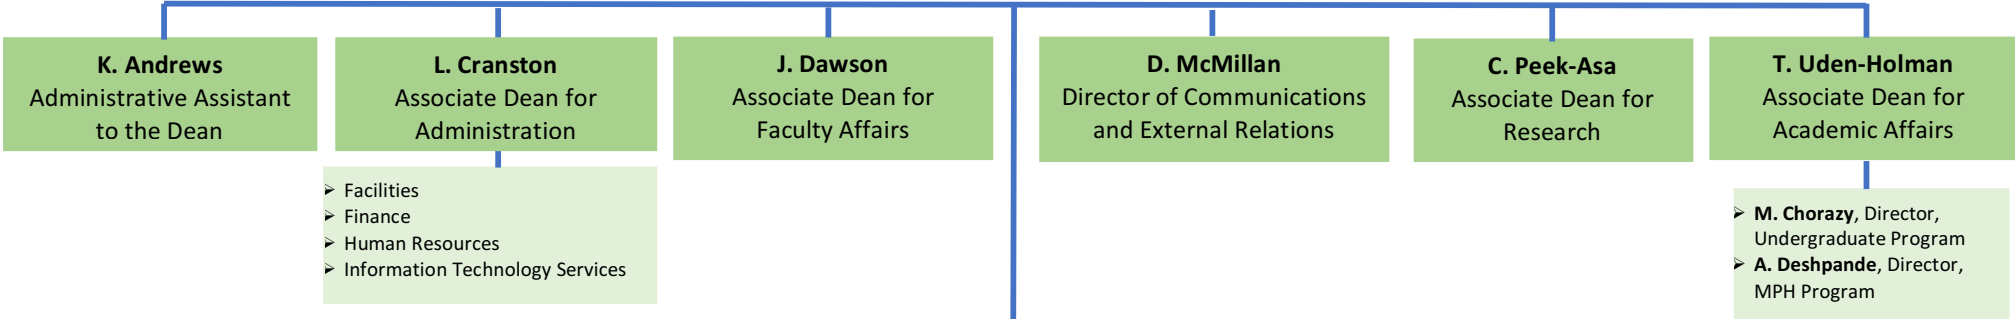 K. Andrews
Administrative Assistant
to the Dean
L. Cranston
Associate Dean for
Administration
J. Dawson
Associate Dean for
Faculty Affairs
D. McMillan
Director of Communications
and External Relations
C. Peek-Asa
Associate Dean for
Research
T. Uden-Holman
Associate Dean for
Academic Affairs
➢ Facilities
➢ Finance
➢ Human Resources
➢ Information Technology Services
➢ M. Chorazy, Director,
Undergraduate Program
➢ A. Deshpande, Director,
MPH Program